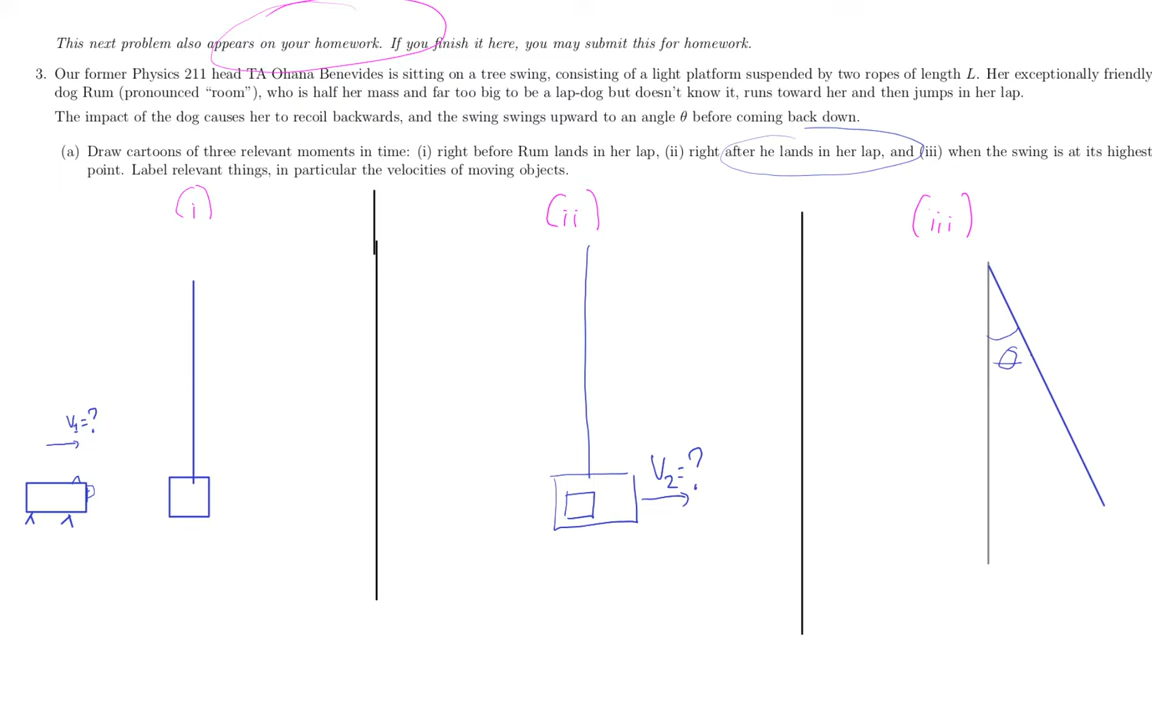 This next problem also appears on your homework. If you finish it here, you may submit this for homework.
3. Our former Physics 211 head TA Ohana Benevides is sitting on a tree swing, consisting of a light platform suspended by two ropes of length L. Her exceptionally friendly
dog Rum (pronounced “room”), who is half her mass and far too big to be a lap-dog but doesn’t know it, runs toward her and then jumps in her lap.
The impact of the dog causes her to recoil backwards, and the swing swings upward to an angle θ before coming back down.
(a) Draw cartoons of three relevant moments in time: (i) right before Rum lands in her lap, (ii) right after he lands in her lap, and (iii) when the swing is at its highest
point. Label relevant things, in particular the velocities of moving objects.
(i)
(ii)
(iii)
θ
V₁=?
V₂=?